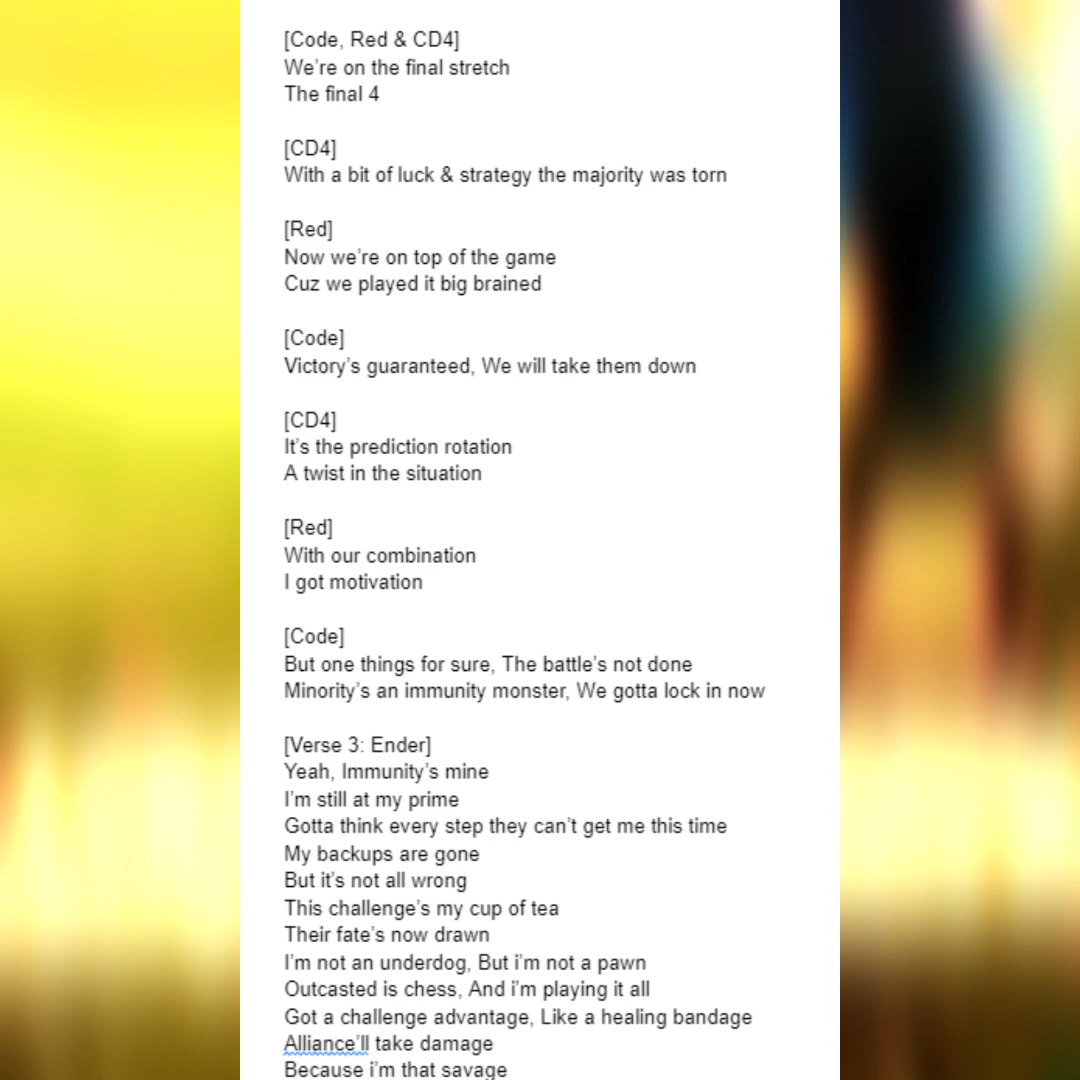 [Code, Red & CD4]
We're on the final stretch
The final 4
[CD4]
With a bit of luck & strategy the majority was torn
[Red]
Now we're on top of the game
Cuz we played it big brained
[Code]
Victory's guaranteed, We will take them down
[CD4]
It's the prediction rotation
A twist in the situation
[Red]
With our combination
I got motivation
[Code]
But one things for sure, The battle's not done
Minority's an immunity monster, We gotta lock in now
[Verse 3: Ender]
Yeah, Immunity's mine
I'm still at my prime
Gotta think every step they can't get me this time
My backups are gone
But it's not all wrong
This challenge's my cup of tea
Their fate's now drawn
I'm not an underdog, But i'm not a pawn
Outcasted is chess, And i'm playing it all
Got a challenge advantage, Like a healing bandage
Alliance'll take damage
Because i'm that savage